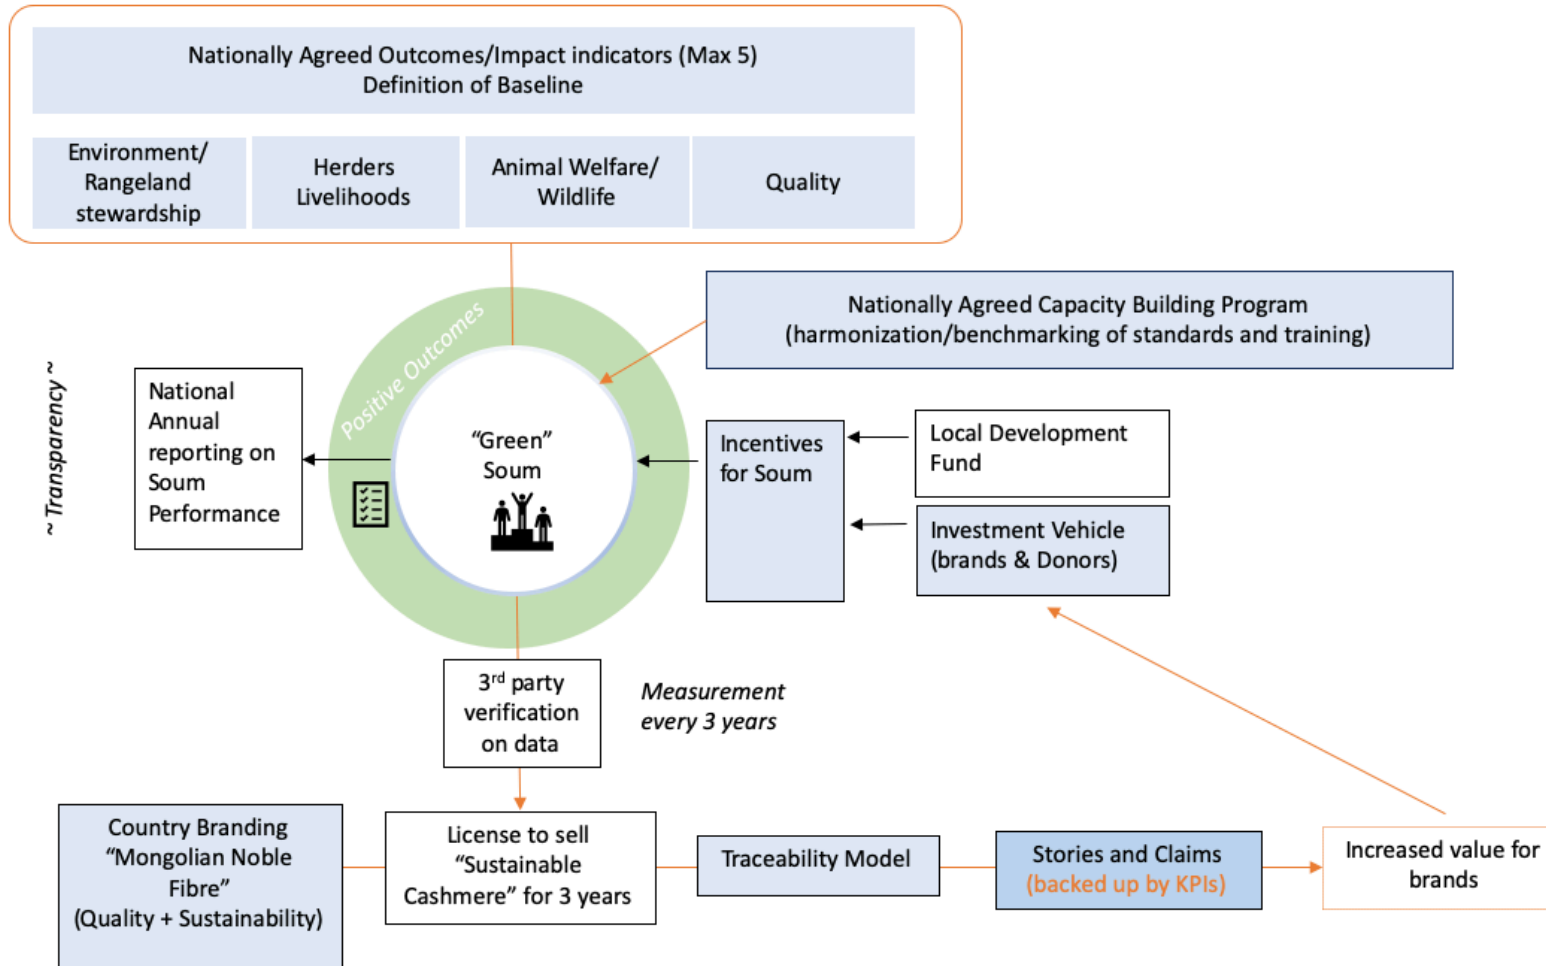 Nationally Agreed Outcomes/Impact indicators (Max 5)
Definition of Baseline
Environment/
Rangeland
stewardship
Herders
Livelihoods
Animal Welfare/
Wildlife
Quality
Nationally Agreed Capacity Building Program
(harmonization/benchmarking of standards and training)
Positive Outcomes
~ Transparency ~
National
Annual
reporting on
Soum
Performance
“Green”
Soum
Incentives
for Soum
Local Development
Fund
Investment Vehicle
(brands & Donors)
3rd party
verification
on data
Measurement
every 3 years
Country Branding
“Mongolian Noble
Fibre”
(Quality + Sustainability)
License to sell
“Sustainable
Cashmere” for 3 years
Traceability Model
Stories and Claims
(backed up by KPIs)
Increased value for
brands